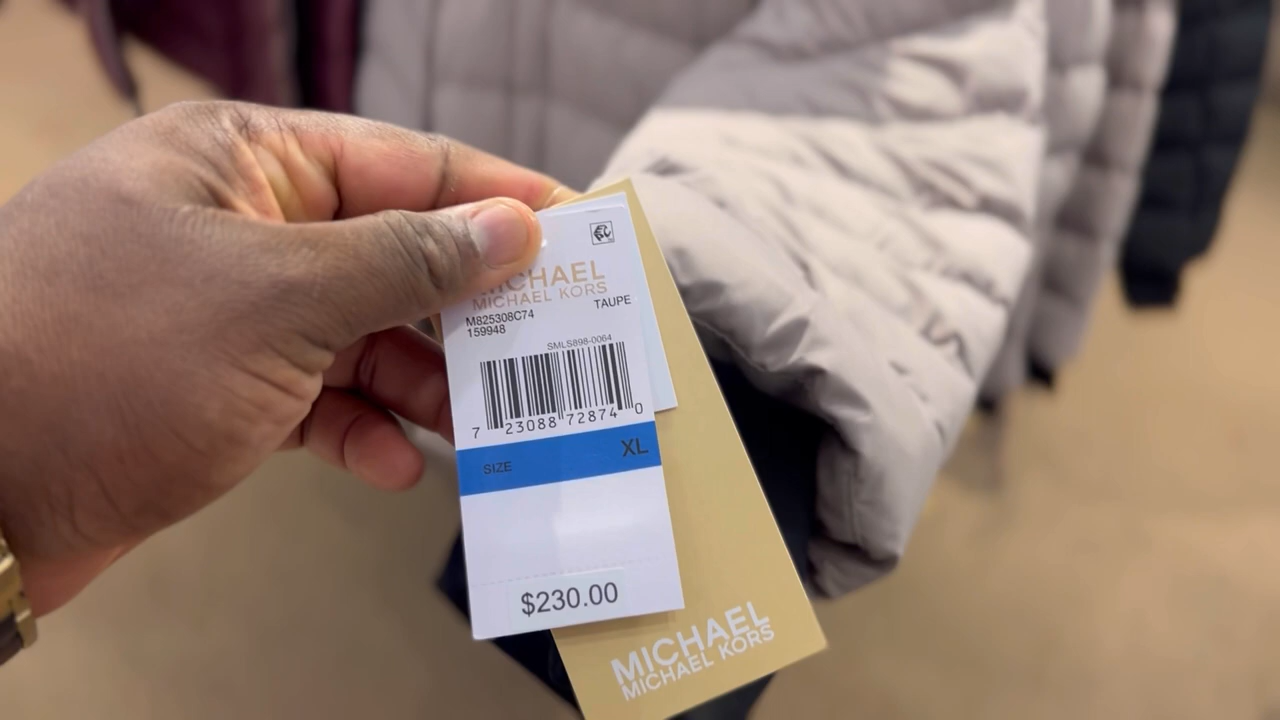 MICHAEL
MICHAEL KORS
M825308C74
TAUPE
159948
SMLS898-0064
7 23088 72874 0
SIZE XL
$230.00
MICHAEL
MICHAEL KORS